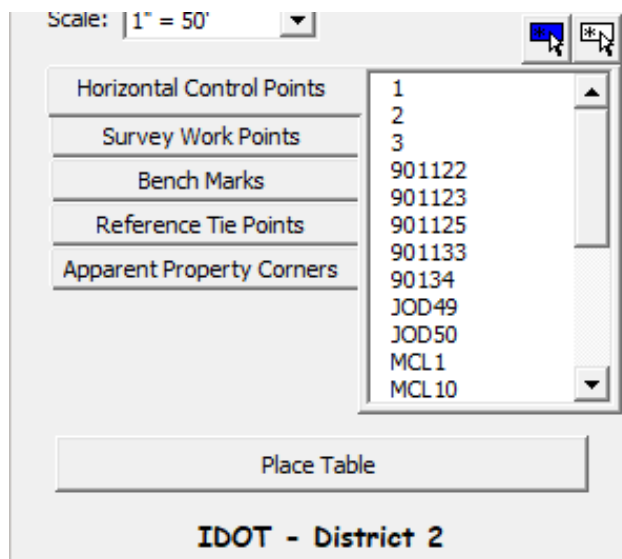 Scale: 1" = 50'
Horizontal Control Points
Survey Work Points
Bench Marks
Reference Tie Points
Apparent Property Corners
1
2
3
901122
901123
901125
901133
90134
JOD49
JOD50
MCL1
MCL10
Place Table
IDOT - District 2